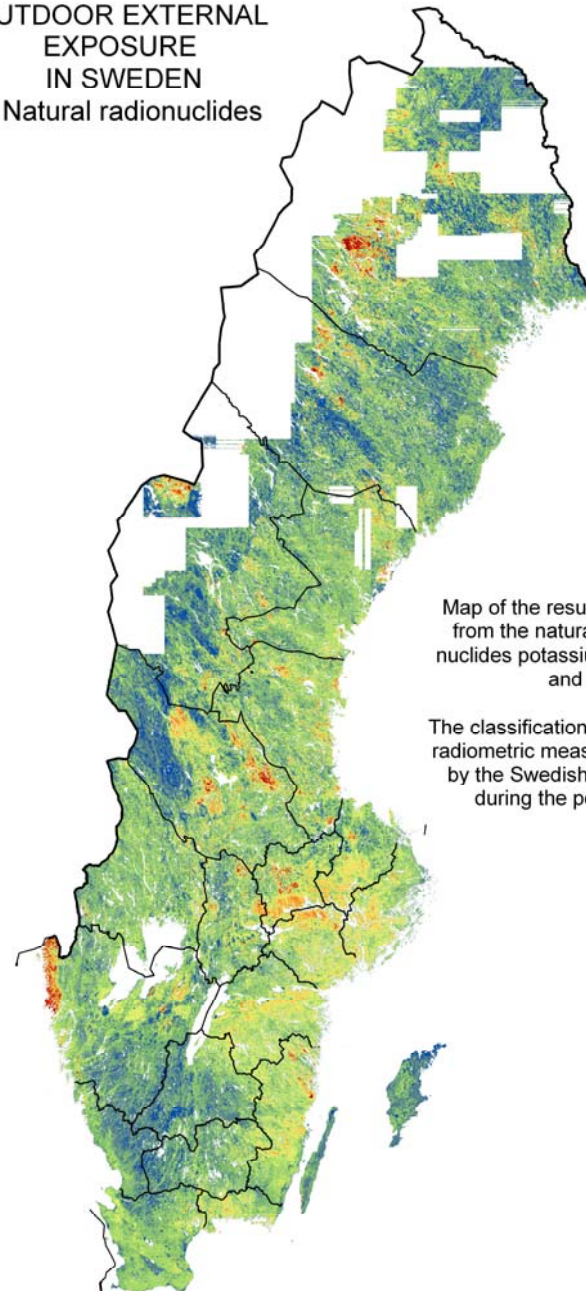 UTDOOR EXTERNAL
EXPOSURE
IN SWEDEN
Natural radionuclides
Map of the resu
from the natura
nuclides potassiu
and
The classification
radiometric meas
by the Swedish
during the pe